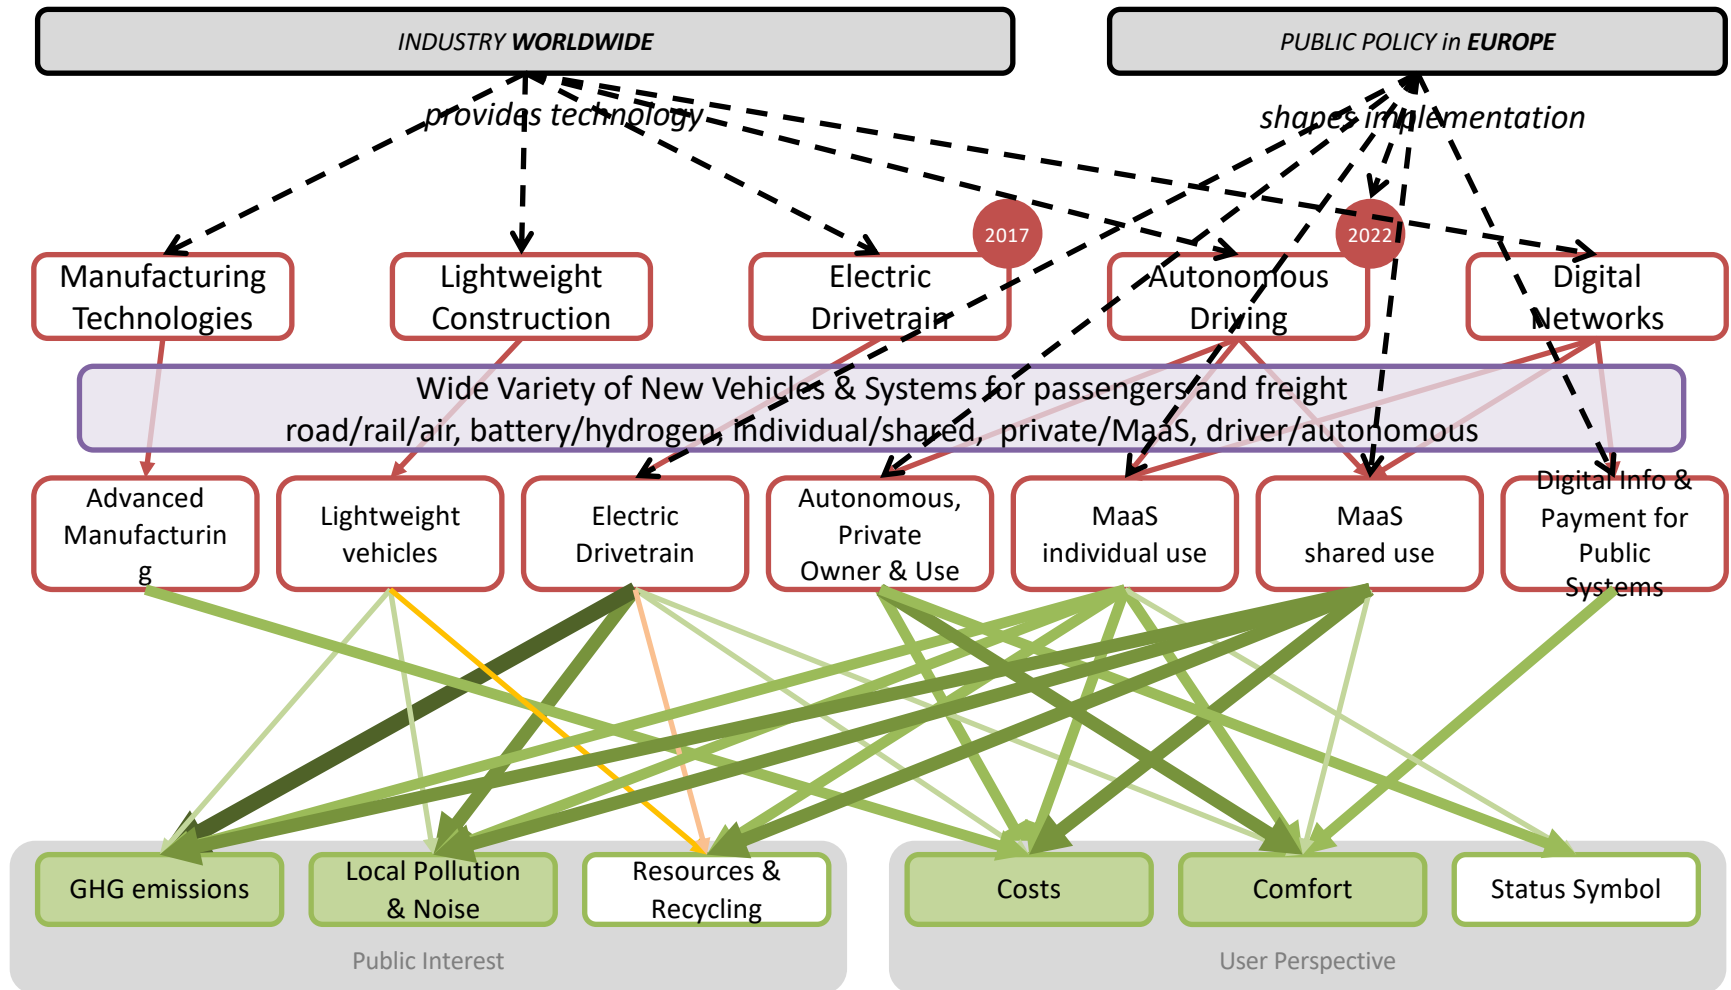 INDUSTRY WORLDWIDE
PUBLIC POLICY in EUROPE
provides technology
shapes implementation
2017
2022
Manufacturing
Technologies
Lightweight
Construction
Electric
Drivetrain
Autonomous
Driving
Digital
Networks
Wide Variety of New Vehicles & Systems for passengers and freight
road/rail/air, battery/hydrogen, individual/shared, private/MaaS, driver/autonomous
Advanced
Manufacturin
g
Lightweight
vehicles
Electric
Drivetrain
Autonomous,
Private
Owner & Use
MaaS
individual use
MaaS
shared use
Digital Info &
Payment for
Public
Systems
GHG emissions
Local Pollution
& Noise
Resources &
Recycling
Costs
Comfort
Status Symbol
Public Interest
User Perspective